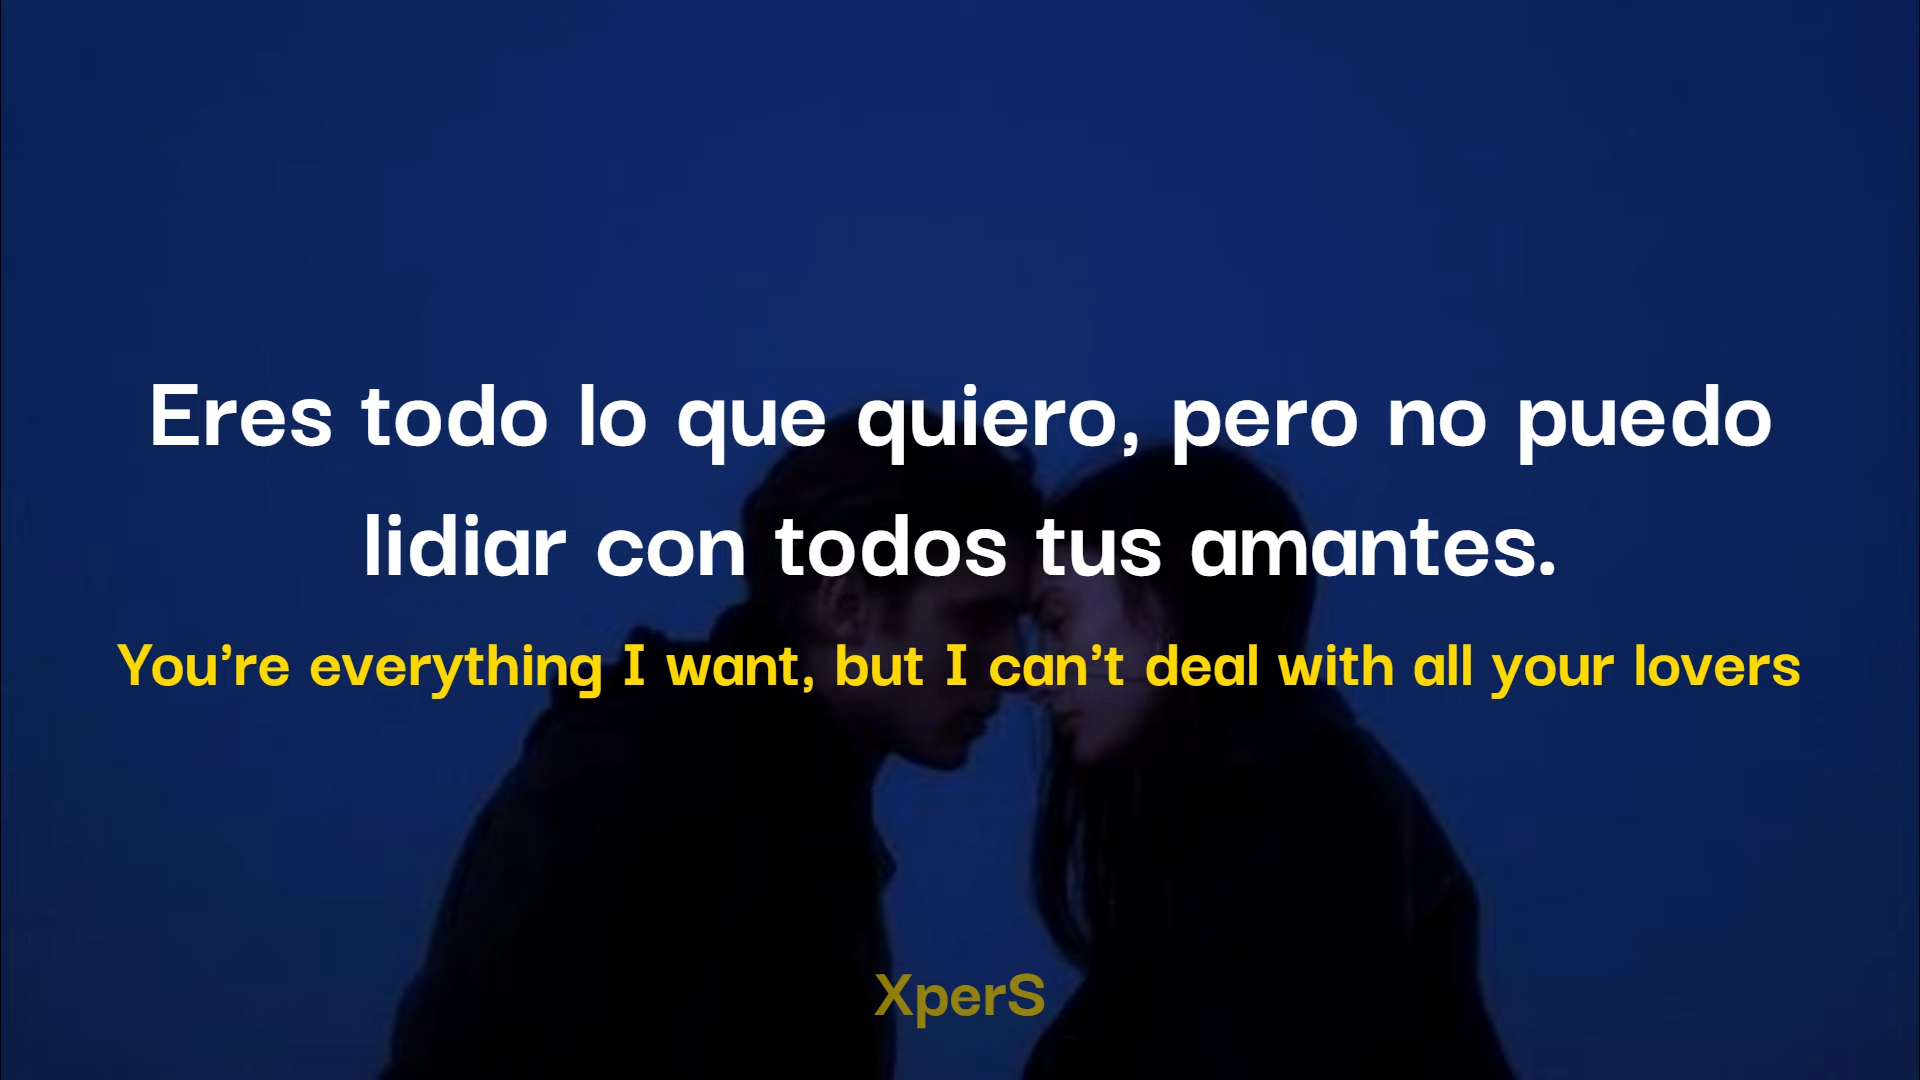 Eres todo lo que quiero, pero no puedo
lidiar con todos tus amantes.
You’re everything I want, but I can’t deal with all your lovers
XperS